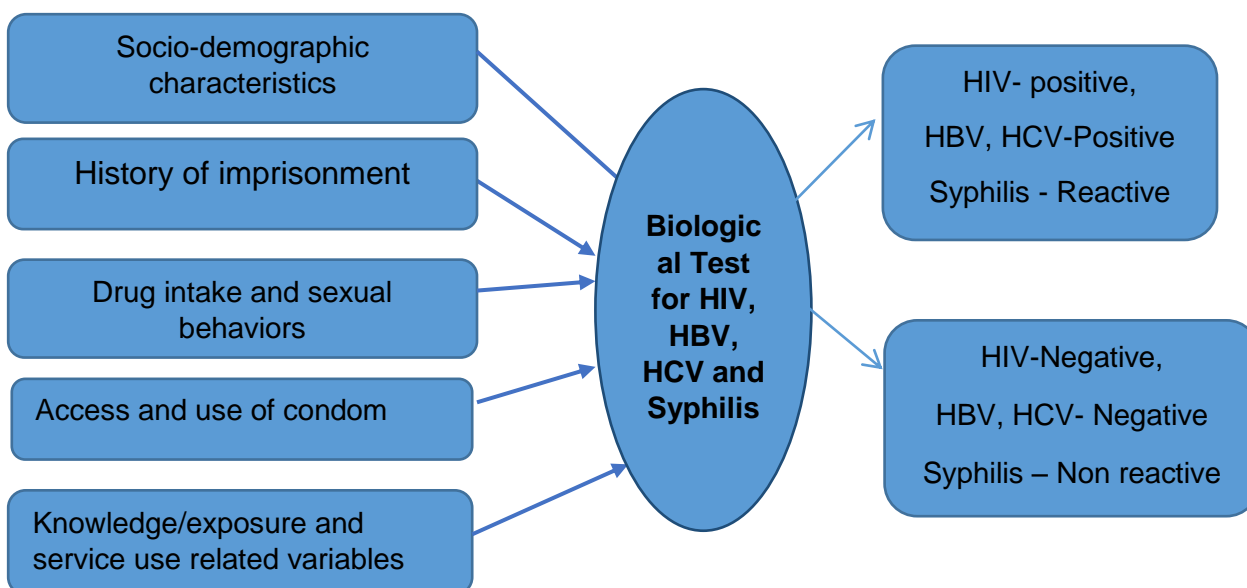 Socio-demographic
characteristics
History of imprisonment
Drug intake and sexual
behaviors
Access and use of condom
Knowledge/exposure and
service use related variables
Biologic
al Test
for HIV,
HBV,
HCV and
Syphilis
HIV- positive,
HBV, HCV-Positive
Syphilis - Reactive
HIV-Negative,
HBV, HCV- Negative
Syphilis – Non reactive